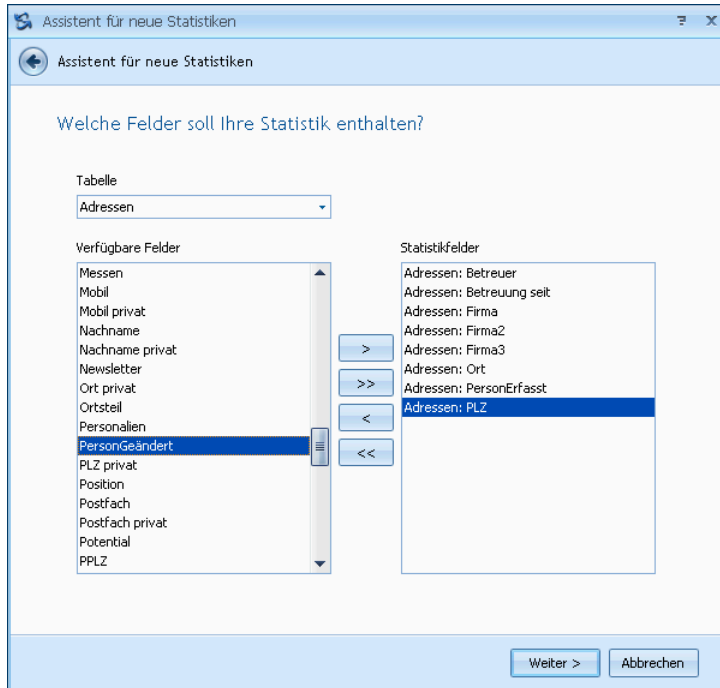 Assistent für neue Statistiken
Assistent für neue Statistiken
Welche Felder soll Ihre Statistik enthalten?
Tabelle
Adressen
Verfügbare Felder
Messen
Mobil
Mobil privat
Nachname
Nachname privat
Newsletter
Ort privat
Ortsteil
Personalien
PersonGeändert
PLZ privat
Position
Postfach
Postfach privat
Potential
PPLZ
>
>>
<
<<
Statistikfelder
Adressen: Betreuer
Adressen: Betreuung seit
Adressen: Firma
Adressen: Firma2
Adressen: Firma3
Adressen: Ort
Adressen: PersonErfasst
Adressen: PLZ
Weiter >
Abbrechen